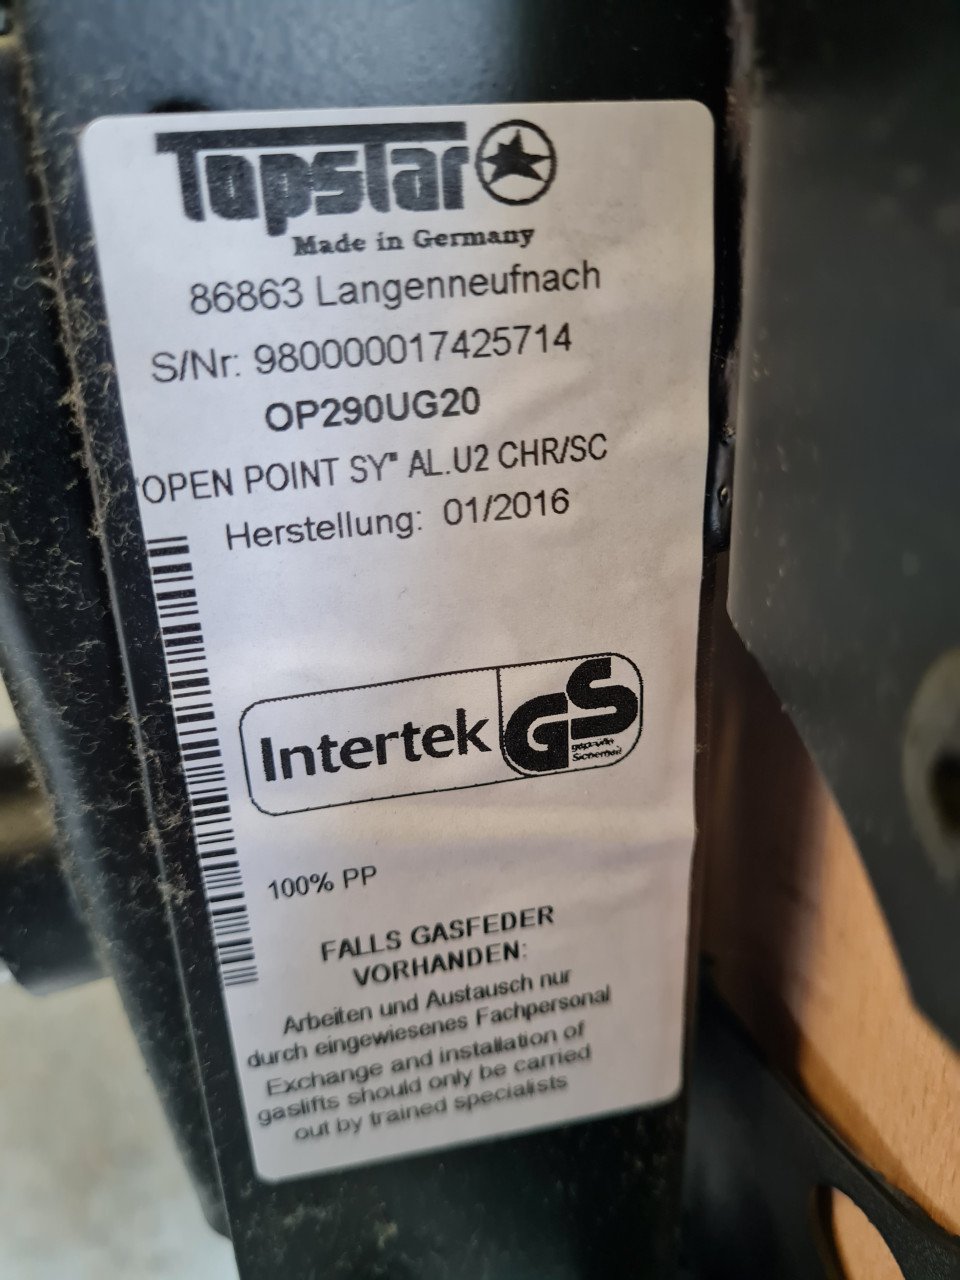 Topstar
Made in Germany
86863 Langenneufnach
S/Nr: 980000017425714
OP290UG20
"OPEN POINT SY" AL.U2 CHR/SC
Herstellung: 01/2016
Intertek GS
geprüfte
Sicherheit
100% PP
FALLS GASFEDER
VORHANDEN:
Arbeiten und Austausch nur
durch eingewiesenes Fachpersonal
Exchange and installation of
gaslifts should only be carried
out by trained specialists